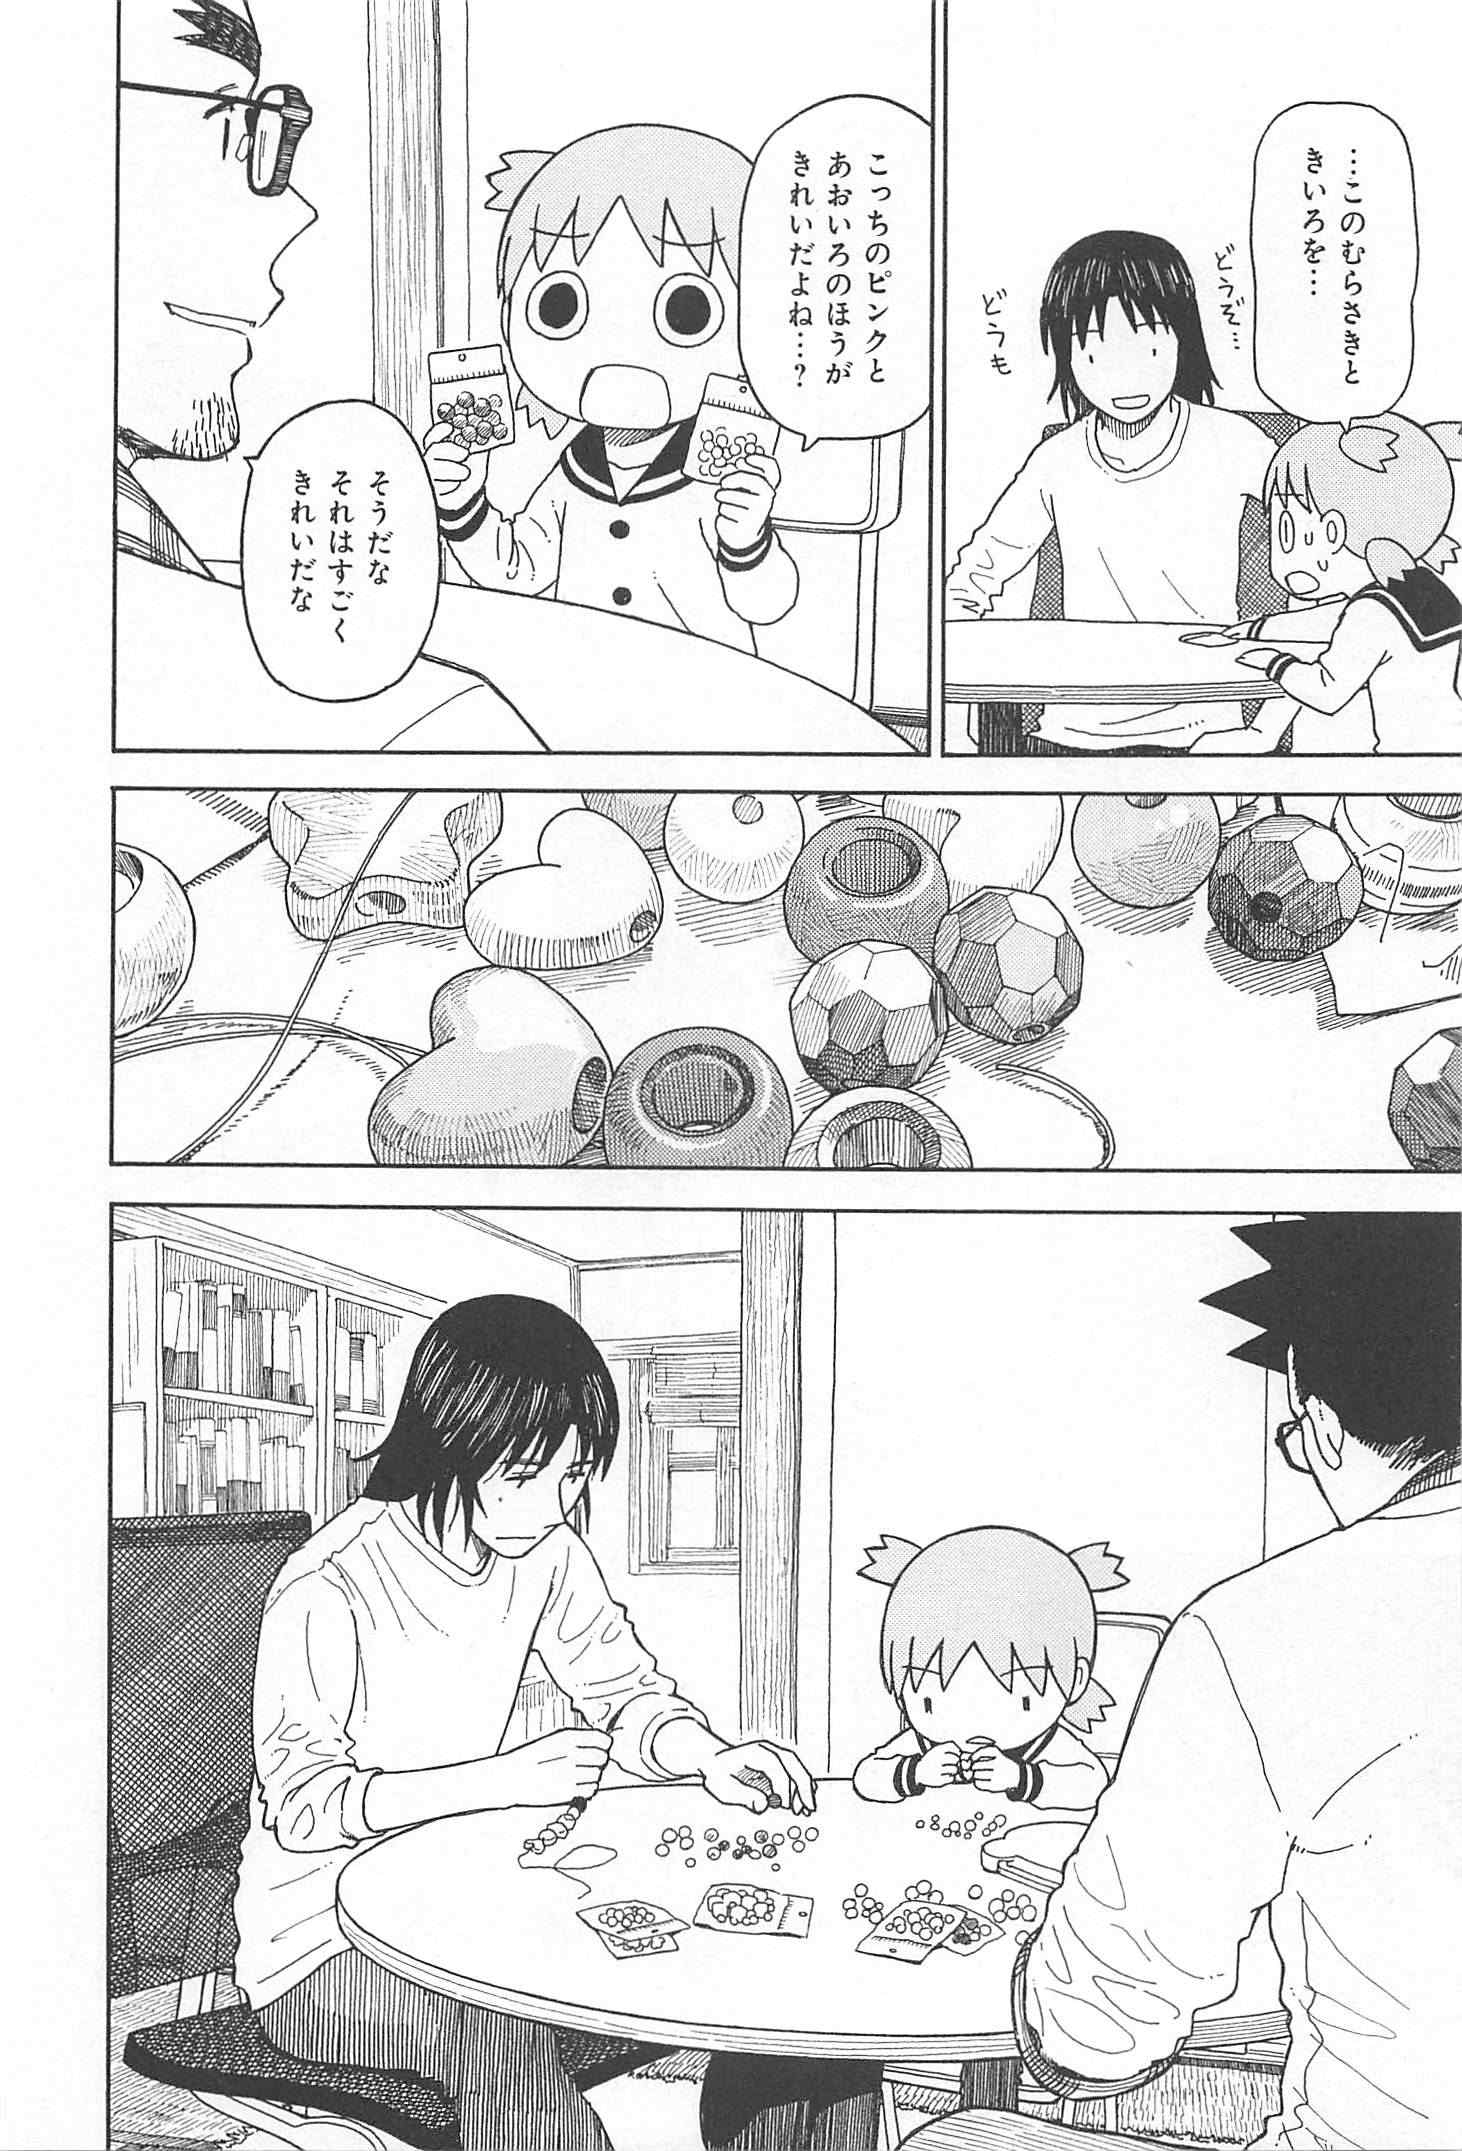 …このむらさきと
きいろを…
どうぞ…
どうも
こっちのピンクと
あおいろのほうが
きれいだよね…？
そうだな
それはすごく
きれいだな